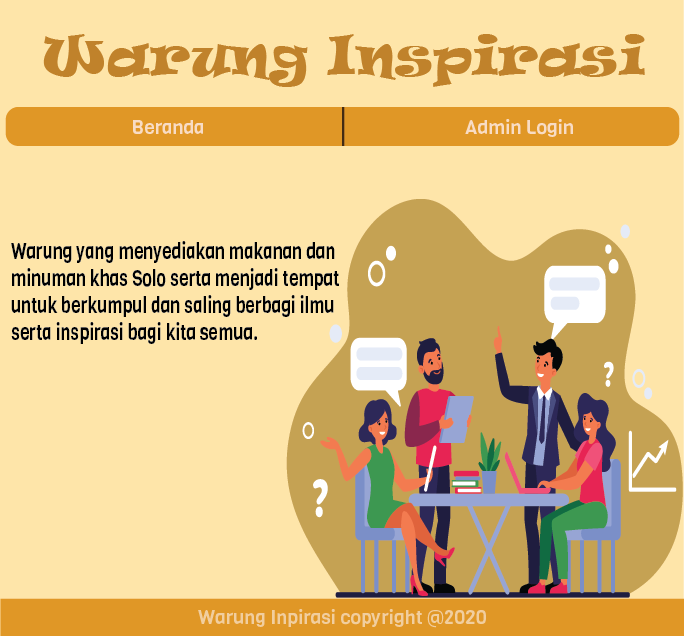 Warung Inspirasi
Beranda
Admin Login
Warung yang menyediakan makanan dan
minuman khas Solo serta menjadi tempat
untuk berkumpul dan saling berbagi ilmu
serta inspirasi bagi kita semua.
?
?
Warung Inpirasi copyright @2020